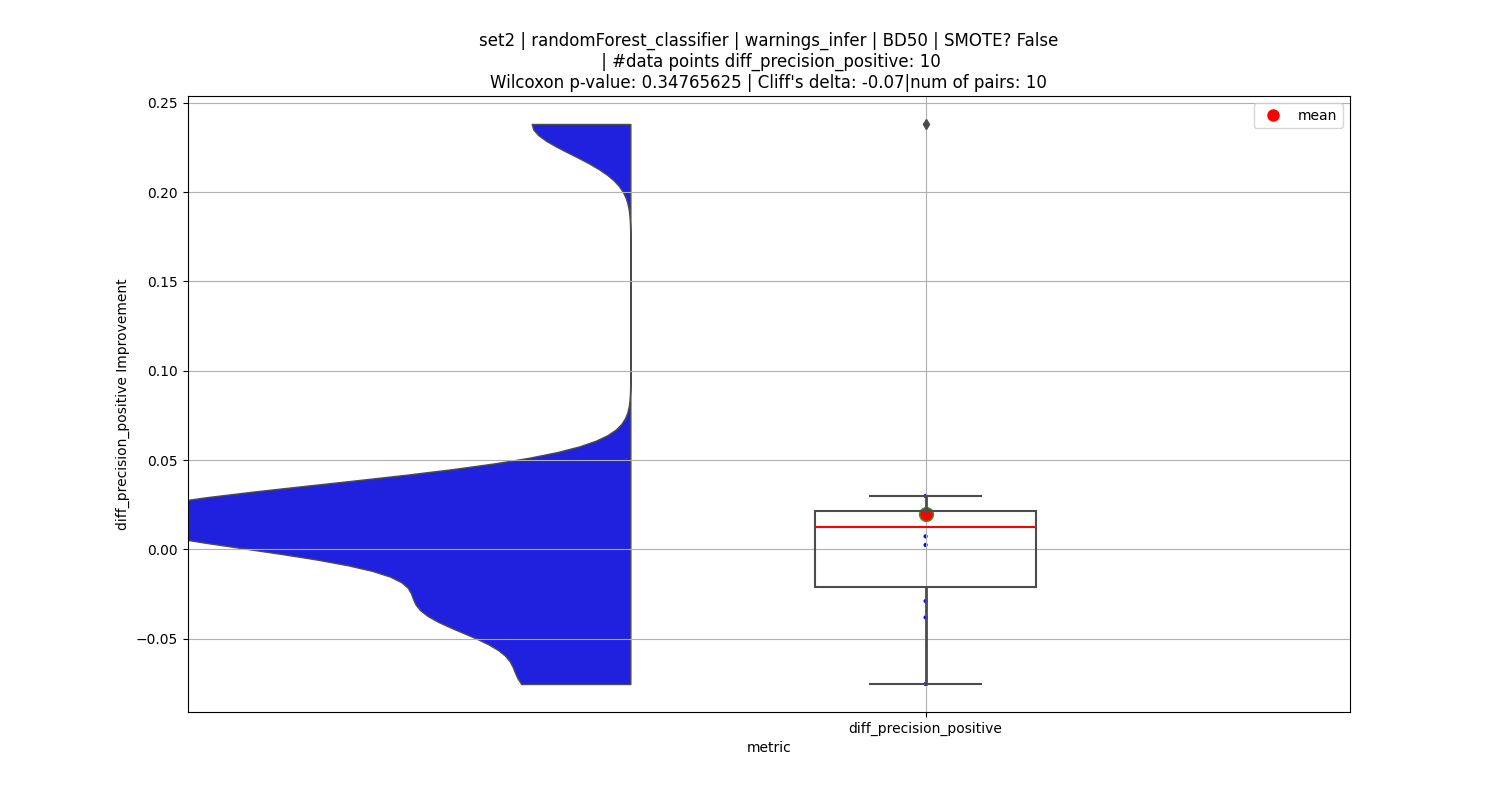 set2 | randomForest_classifier | warnings_infer | BD50 | SMOTE? False
| #data points diff_precision_positive: 10
Wilcoxon p-value: 0.34765625 | Cliff's delta: -0.07|num of pairs: 10
mean
0.25
0.20
0.15
0.10
0.05
0.00
−0.05
diff_precision_positive Improvement
diff_precision_positive
metric